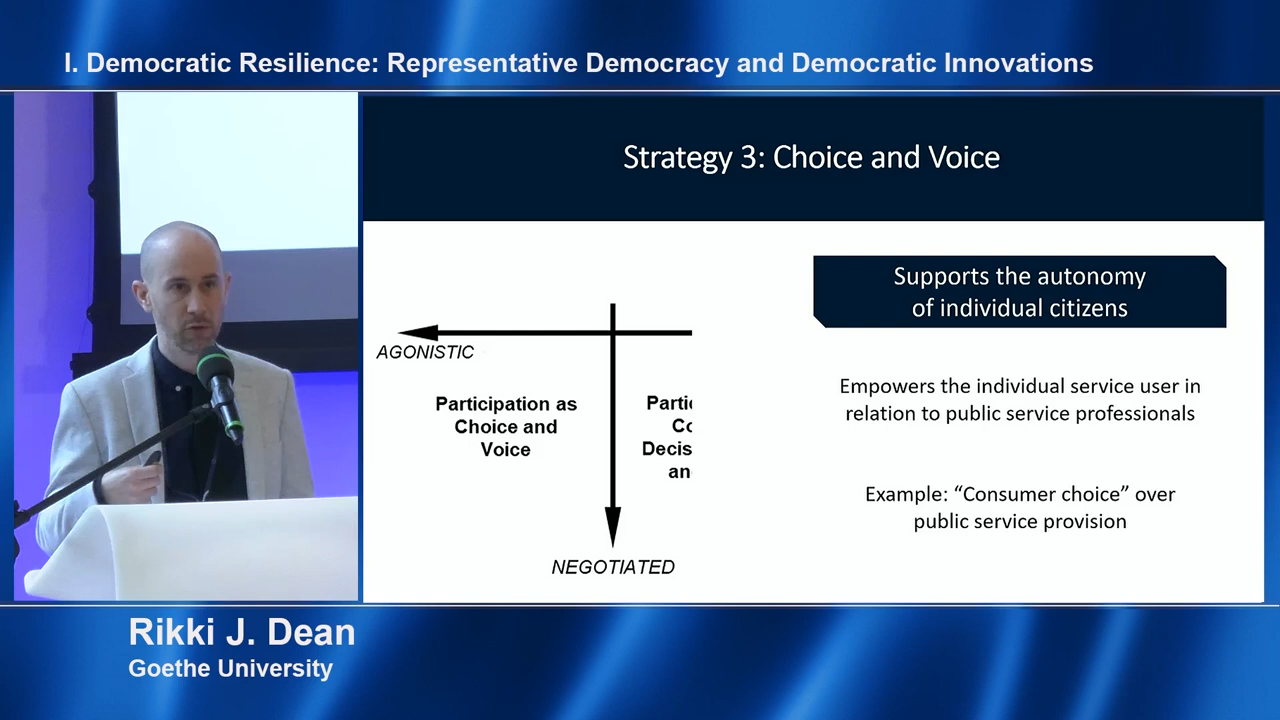 I. Democratic Resilience: Representative Democracy and Democratic Innovations
Strategy 3: Choice and Voice
AGONISTIC
Participation as
Choice and
Voice
NEGOTIATED
Supports the autonomy
of individual citizens
Empowers the individual service user in
relation to public service professionals
Example: “Consumer choice” over
public service provision
Rikki J. Dean
Goethe University